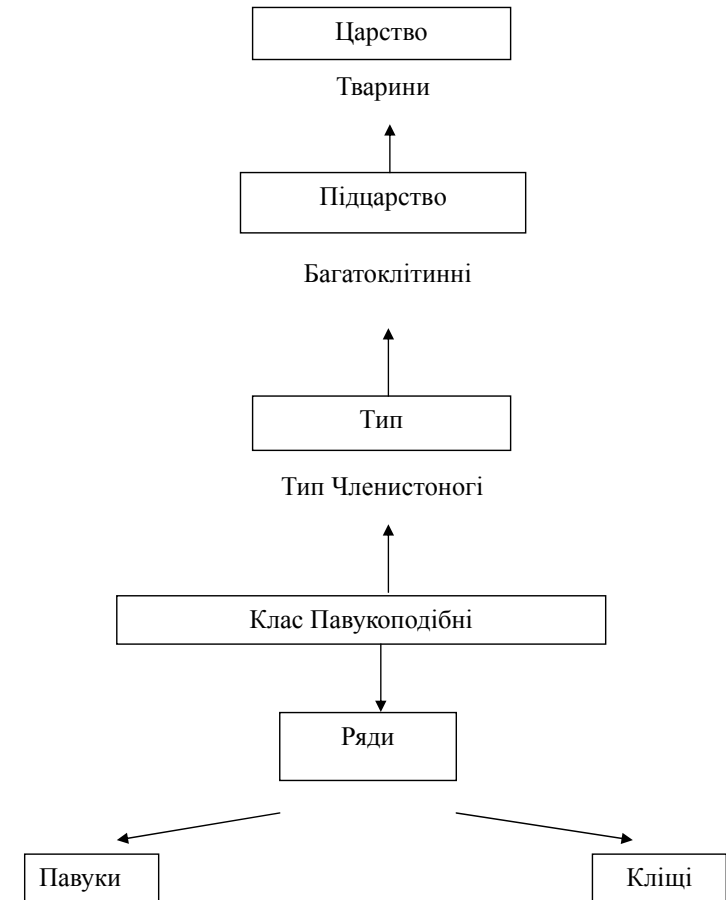 Царство
Тварини
Підцарство
Багатоклітинні
Тип
Тип Членистоногі
Клас Павукоподібні
Ряди
Павуки
Кліщі